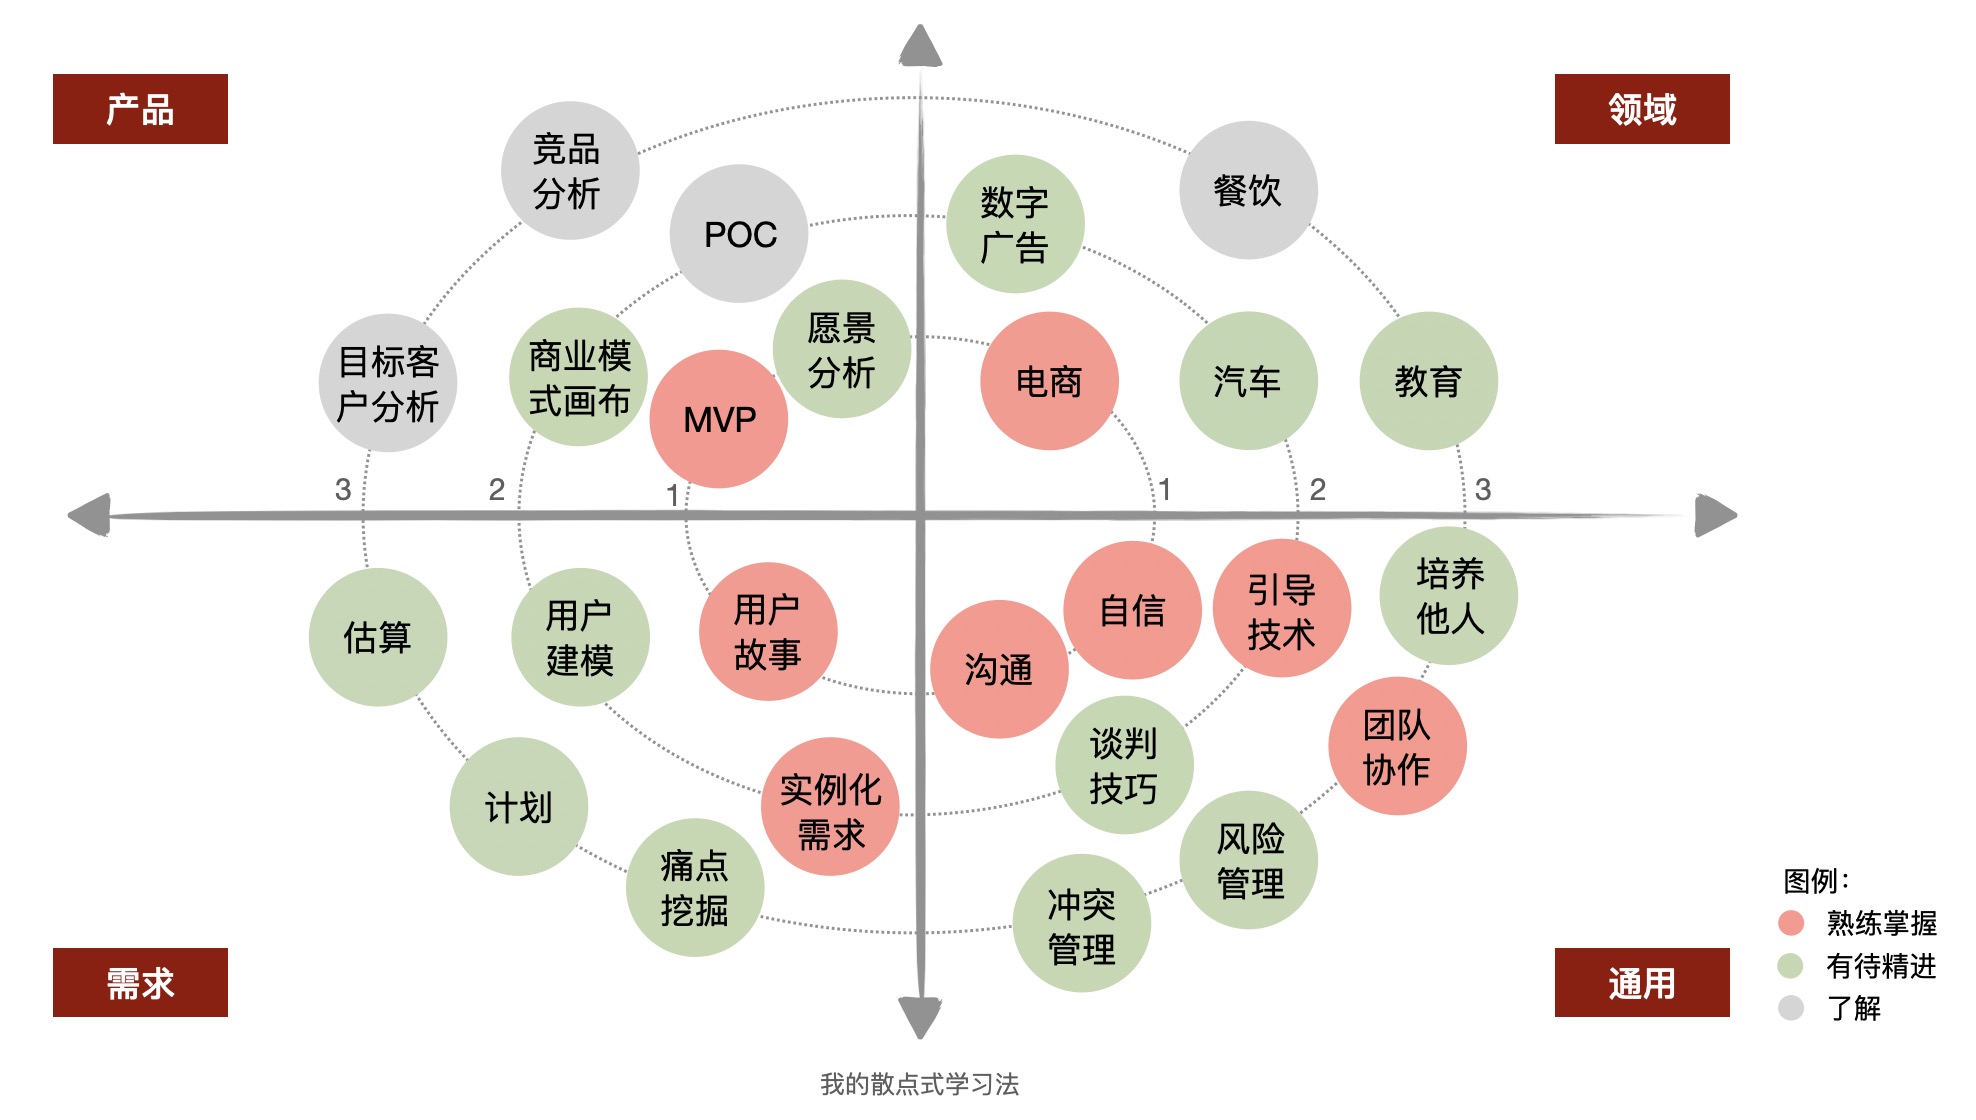 产品
领域
竞品
分析
POC
数字
广告
餐饮
目标客
户分析
商业模
式画布
MVP
愿景
分析
电商
汽车
教育
3
2
1
1
2
3
估算
用户
建模
用户
故事
沟通
自信
引导
技术
培养
他人
计划
痛点
挖掘
实例化
需求
谈判
技巧
团队
协作
风险
管理
冲突
管理
需求
通用
图例：
熟练掌握
有待精进
了解
我的散点式学习法